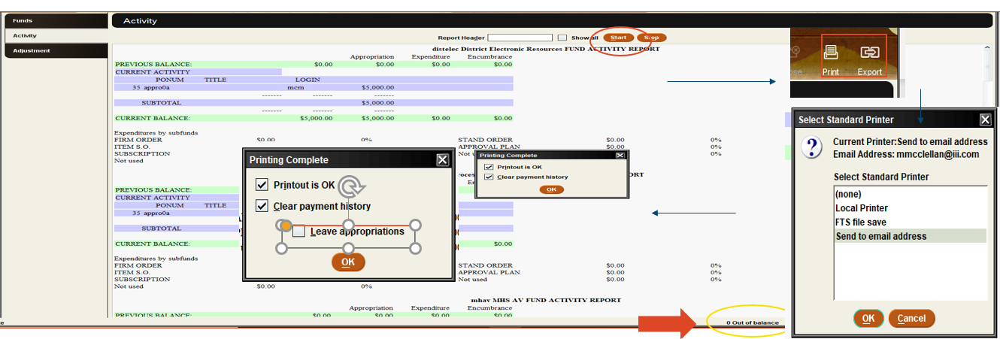 Funds
Activity
Adjustment
Activity
Report Header Show all Start Stop
distelec District Electronic Resources FUND ACTIVITY REPORT
Appropriation Expenditure Encumbrance
PREVIOUS BALANCE: $0.00 $0.00 $0.00 $0.00
CURRENT ACTIVITY
PONUM TITLE LOGIN
35 appro0a mcm $5,000.00
------- ------- -------
SUBTOTAL $5,000.00
------- ------- -------
CURRENT BALANCE: $5,000.00 $5,000.00 $0.00 $0.00
Expenditures by subfunds
FIRM ORDER $0.00 0% STAND ORDER $0.00 0%
ITEM S.O. APPROVAL PLAN $0.00 0%
SUBSCRIPTION $0.00 0%
Not used
PORT
PREVIOUS BALANCE:
CURRENT ACTIVITY
PONUM TITLE
35 appro0a
SUBTOTAL
CURRENT BALANCE: $0.00
Expenditures by subfunds
FIRM ORDER STAND ORDER $0.00 0%
ITEM S.O. APPROVAL PLAN $0.00 0%
SUBSCRIPTION Not used $0.00 0%
Not used $0.00 0%
mhav MHS AV FUND ACTIVITY REPORT
Appropriation Expenditure Encumbrance
PREVIOUS BALANCE: $0.00 $0.00 $0.00 $0.00
0 Out of balance
Printing Complete
Printout is OK
Clear payment history
Leave appropriations
OK
Printing Complete
Printout is OK
Clear payment history
OK
Print Export
Select Standard Printer
Current Printer:Send to email address
Email Address: mmcclellan@iii.com
Select Standard Printer
(none)
Local Printer
FTS file save
Send to email address
OK Cancel